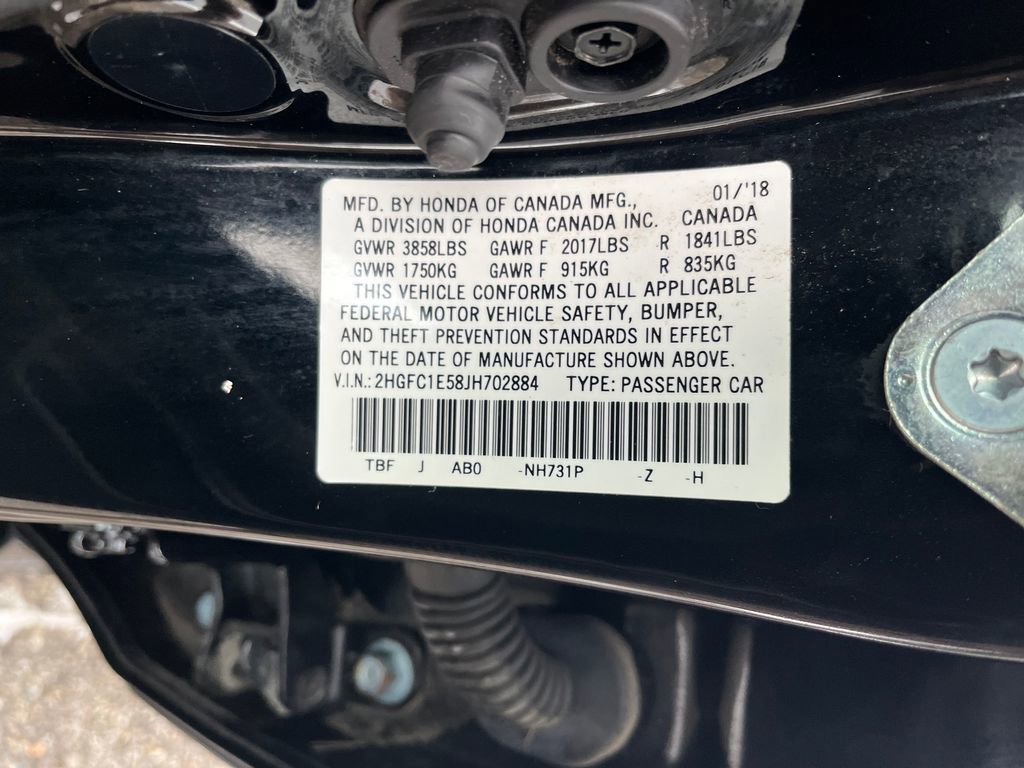 MFD. BY HONDA OF CANADA MFG., 01/'18
A DIVISION OF HONDA CANADA INC. CANADA
GVWR 3858LBS GAWR F 2017LBS R 1841LBS
GVWR 1750KG GAWR F 915KG R 835KG
THIS VEHICLE CONFORMS TO ALL APPLICABLE
FEDERAL MOTOR VEHICLE SAFETY, BUMPER,
AND THEFT PREVENTION STANDARDS IN EFFECT
ON THE DATE OF MANUFACTURE SHOWN ABOVE.
V.I.N.: 2HGFC1E58JH702884 TYPE: PASSENGER CAR
TBF J AB0 -NH731P -Z -H